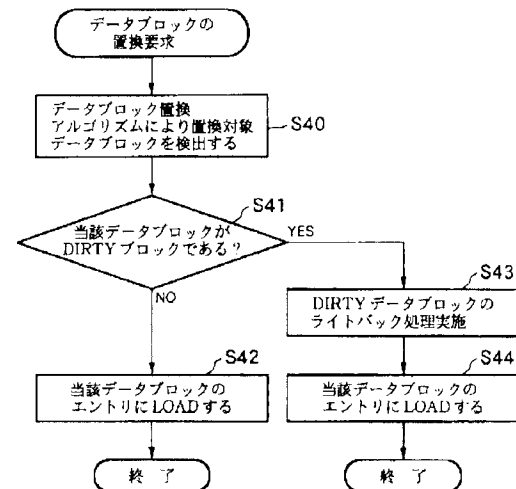 データブロックの
置換要求
データブロック置換
アルゴリズムにより置換対象
データブロックを検出する
S40
S41
当該データブロックが
DIRTYブロックである?
YES
NO
S43
DIRTYデータブロックの
ライトバック処理実施
S42
当該データブロックの
エントリにLOADする
S44
当該データブロックの
エントリにLOADする
終了
終了